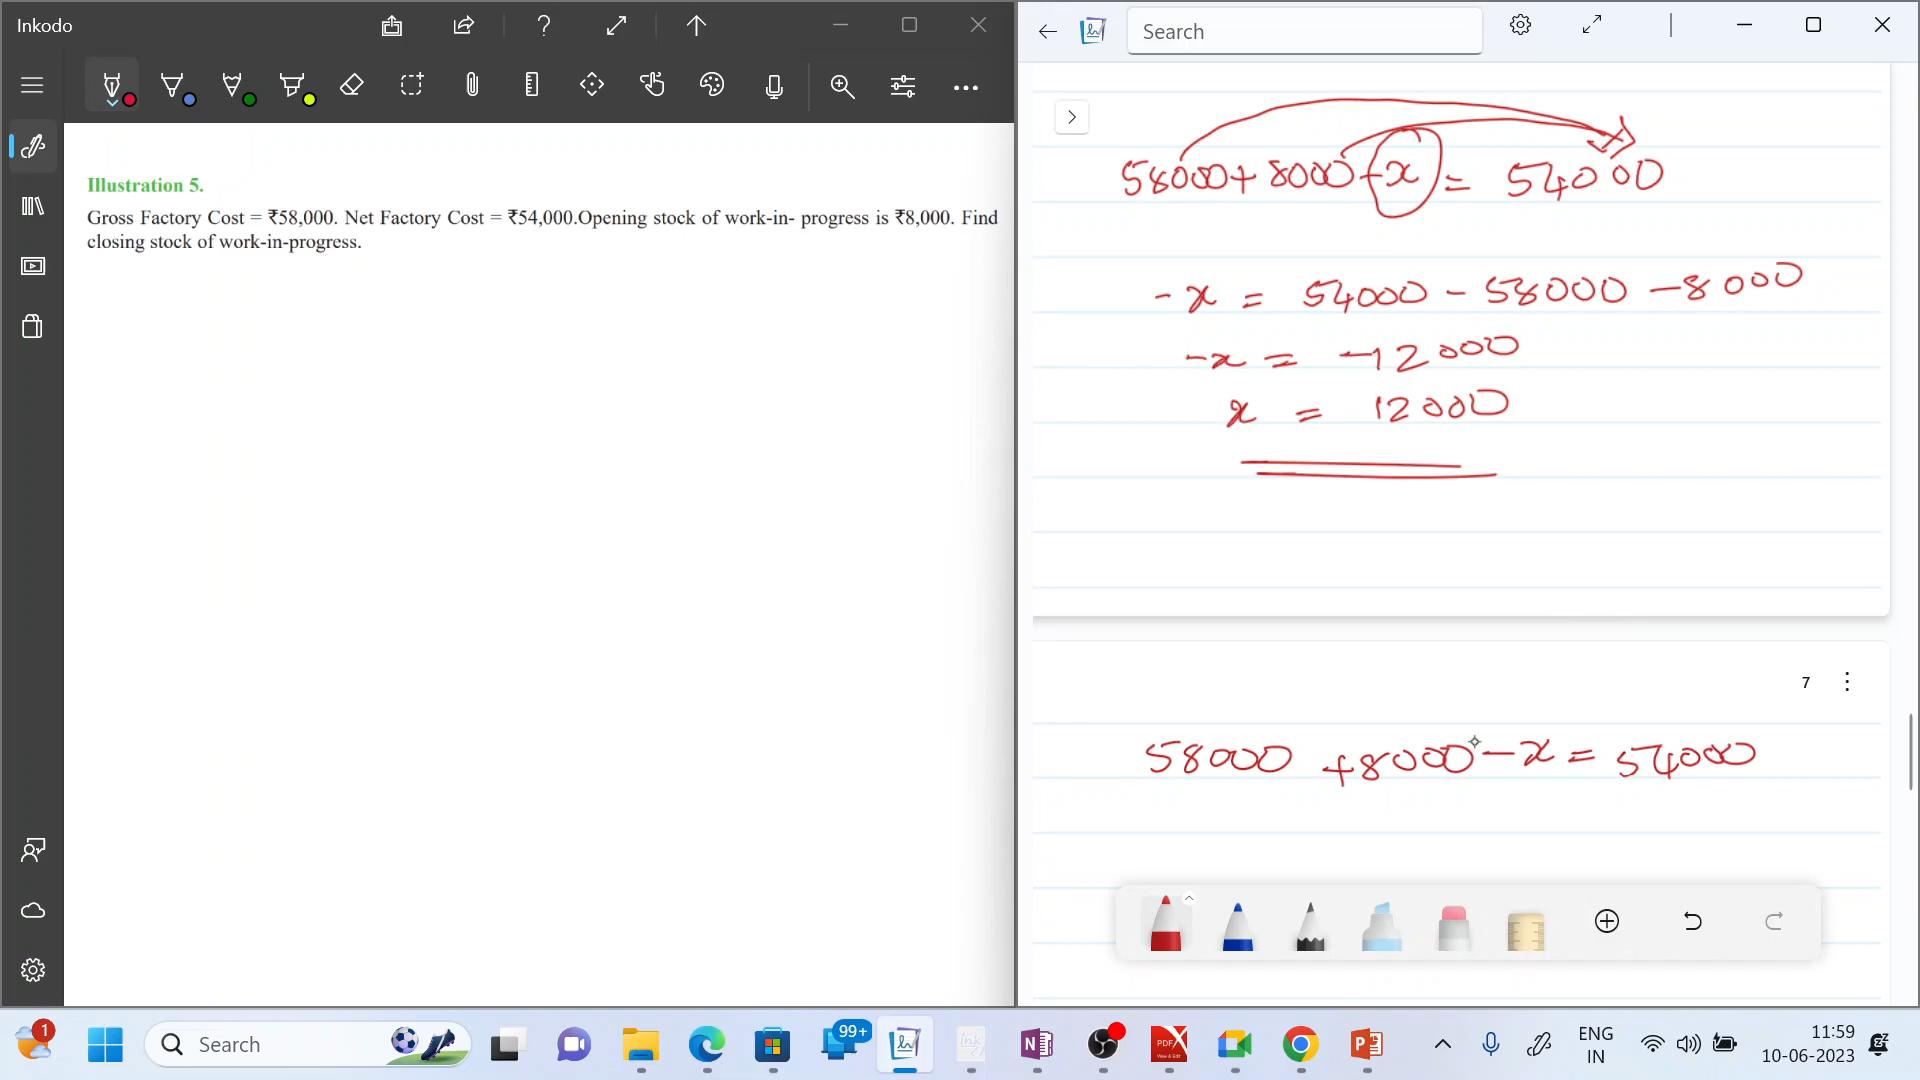 Inkodo
Search
Illustration 5.
Gross Factory Cost = ₹58,000. Net Factory Cost = ₹54,000.Opening stock of work-in- progress is ₹8,000. Find
closing stock of work-in-progress.
58000 + 8000 - x = 54000
- x = 54000 - 58000 - 8000
- x = - 12000
x = 12000
7
58000 + 8000 - x = 54000
1
Search
99+
ENG
IN
11:59
10-06-2023